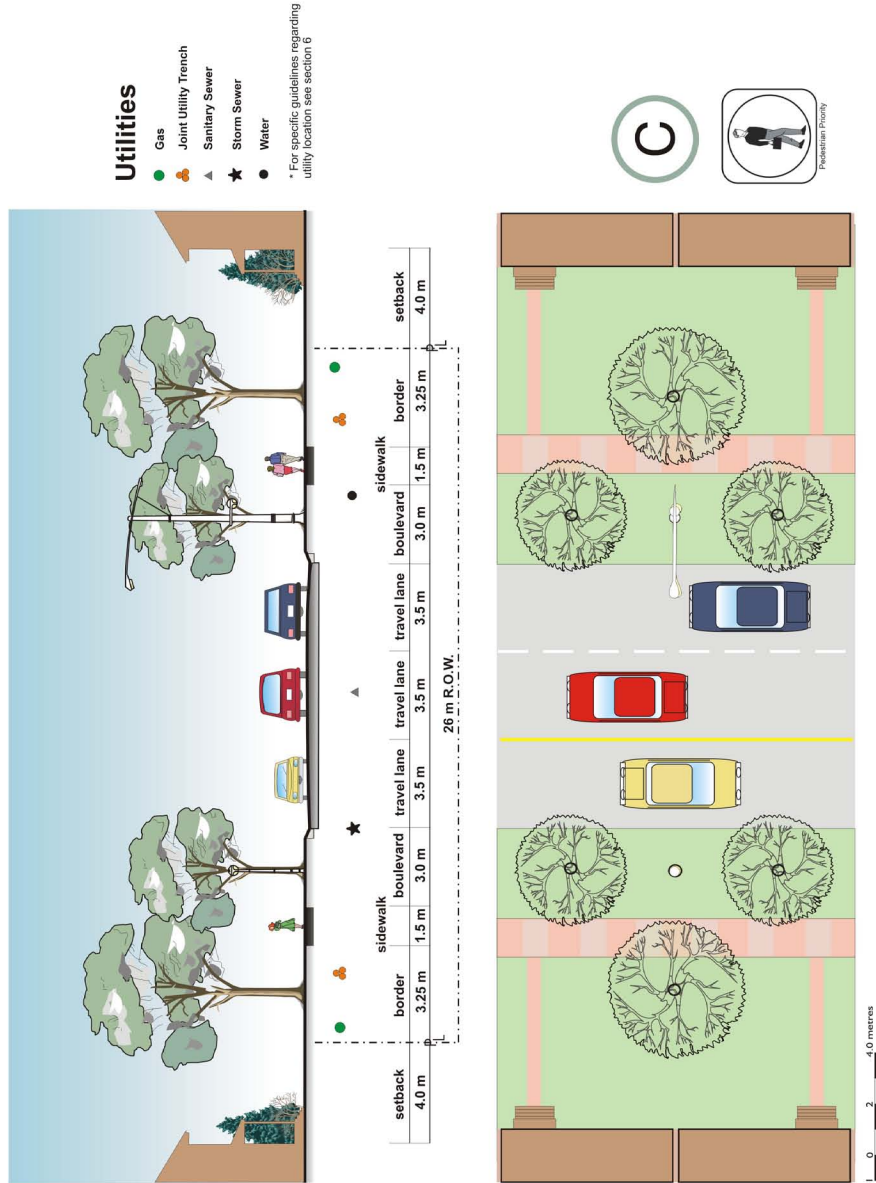 Utilities
Gas
Joint Utility Trench
Sanitary Sewer
Storm Sewer
Water
* For specific guidelines regarding
utility location see section 6
sidewalk sidewalk
setback border boulevard travel lane travel lane travel lane boulevard border setback
4.0 m 3.25 m 1.5 m 3.0 m 3.5 m 3.5 m 3.5 m 3.0 m 1.5 m 3.25 m 4.0 m
PL PL
26 m R.O.W.
C
Pedestrian Priority
1 0 2 4.0 metres